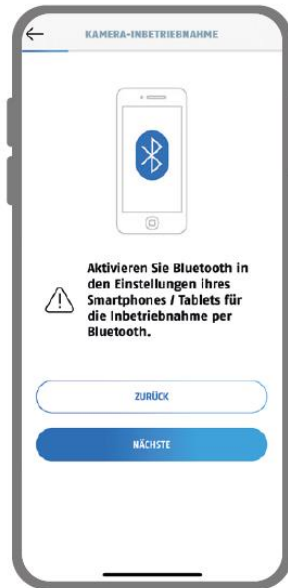 KAMERA-INBETRIEBNAHME
Aktivieren Sie Bluetooth in
den Einstellungen ihres
Smartphones / Tablets für
die Inbetriebnahme per
Bluetooth.
ZURÜCK
NÄCHSTE